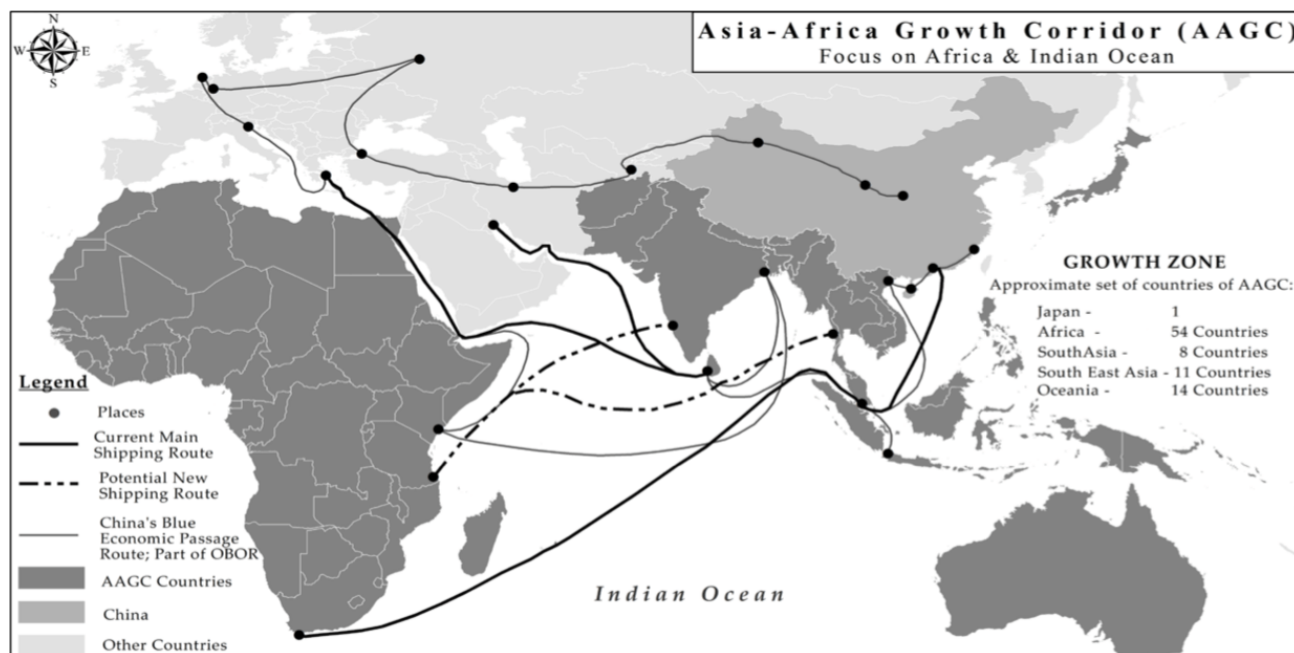 N
W E
S
Asia-Africa Growth Corridor (AAGC)
Focus on Africa & Indian Ocean
GROWTH ZONE
Approximate set of countries of AAGC:
Japan - 1
Africa - 54 Countries
SouthAsia - 8 Countries
South East Asia - 11 Countries
Oceania - 14 Countries
Legend
Places
Current Main
Shipping Route
Potential New
Shipping Route
China's Blue
Economic Passage
Route; Part of OBOR
AAGC Countries
China
Other Countries
Indian Ocean